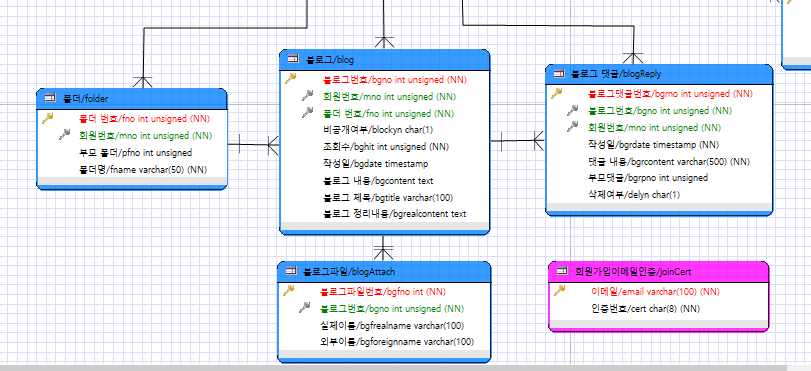 폴더/folder
폴더 번호/fno int unsigned (NN)
회원번호/mno int unsigned (NN)
부모 폴더/pfno int unsigned
폴더명/fname varchar(50) (NN)
블로그/blog
블로그번호/bgno int unsigned (NN)
회원번호/mno int unsigned (NN)
폴더 번호/fno int unsigned (NN)
비공개여부/blockyn char(1)
조회수/bghit int unsigned (NN)
작성일/bgdate timestamp
블로그 내용/bgcontent text
블로그 제목/bgtitle varchar(100)
블로그 정리내용/bgrealcontent text
블로그 댓글/blogReply
블로그댓글번호/bgrno int unsigned (NN)
블로그번호/bgno int unsigned (NN)
회원번호/mno int unsigned (NN)
작성일/bgrdate timestamp (NN)
댓글 내용/bgrcontent varchar(500) (NN)
부모댓글/bgrpno int unsigned
삭제여부/delyn char(1)
블로그파일/blogAttach
블로그파일번호/bgfno int (NN)
블로그번호/bgno int unsigned (NN)
실제이름/bgfrealname varchar(100)
외부이름/bgforeignname varchar(100)
회원가입이메일인증/joinCert
이메일/email varchar(100) (NN)
인증번호/cert char(8) (NN)